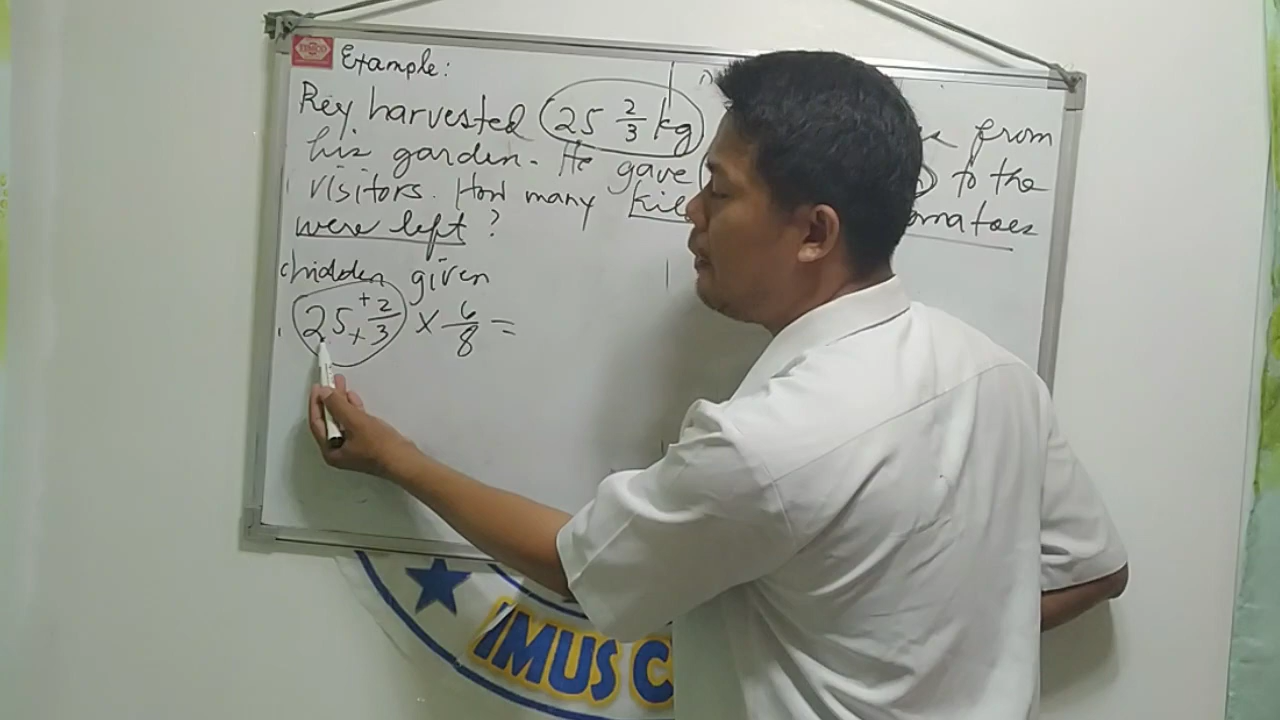 Example:
Rey harvested 25 2/3 kg from
his garden. He gave to the
visitors. How many
were left?
hidden given
25 + 2/3 × 6/8 =
IMUS C